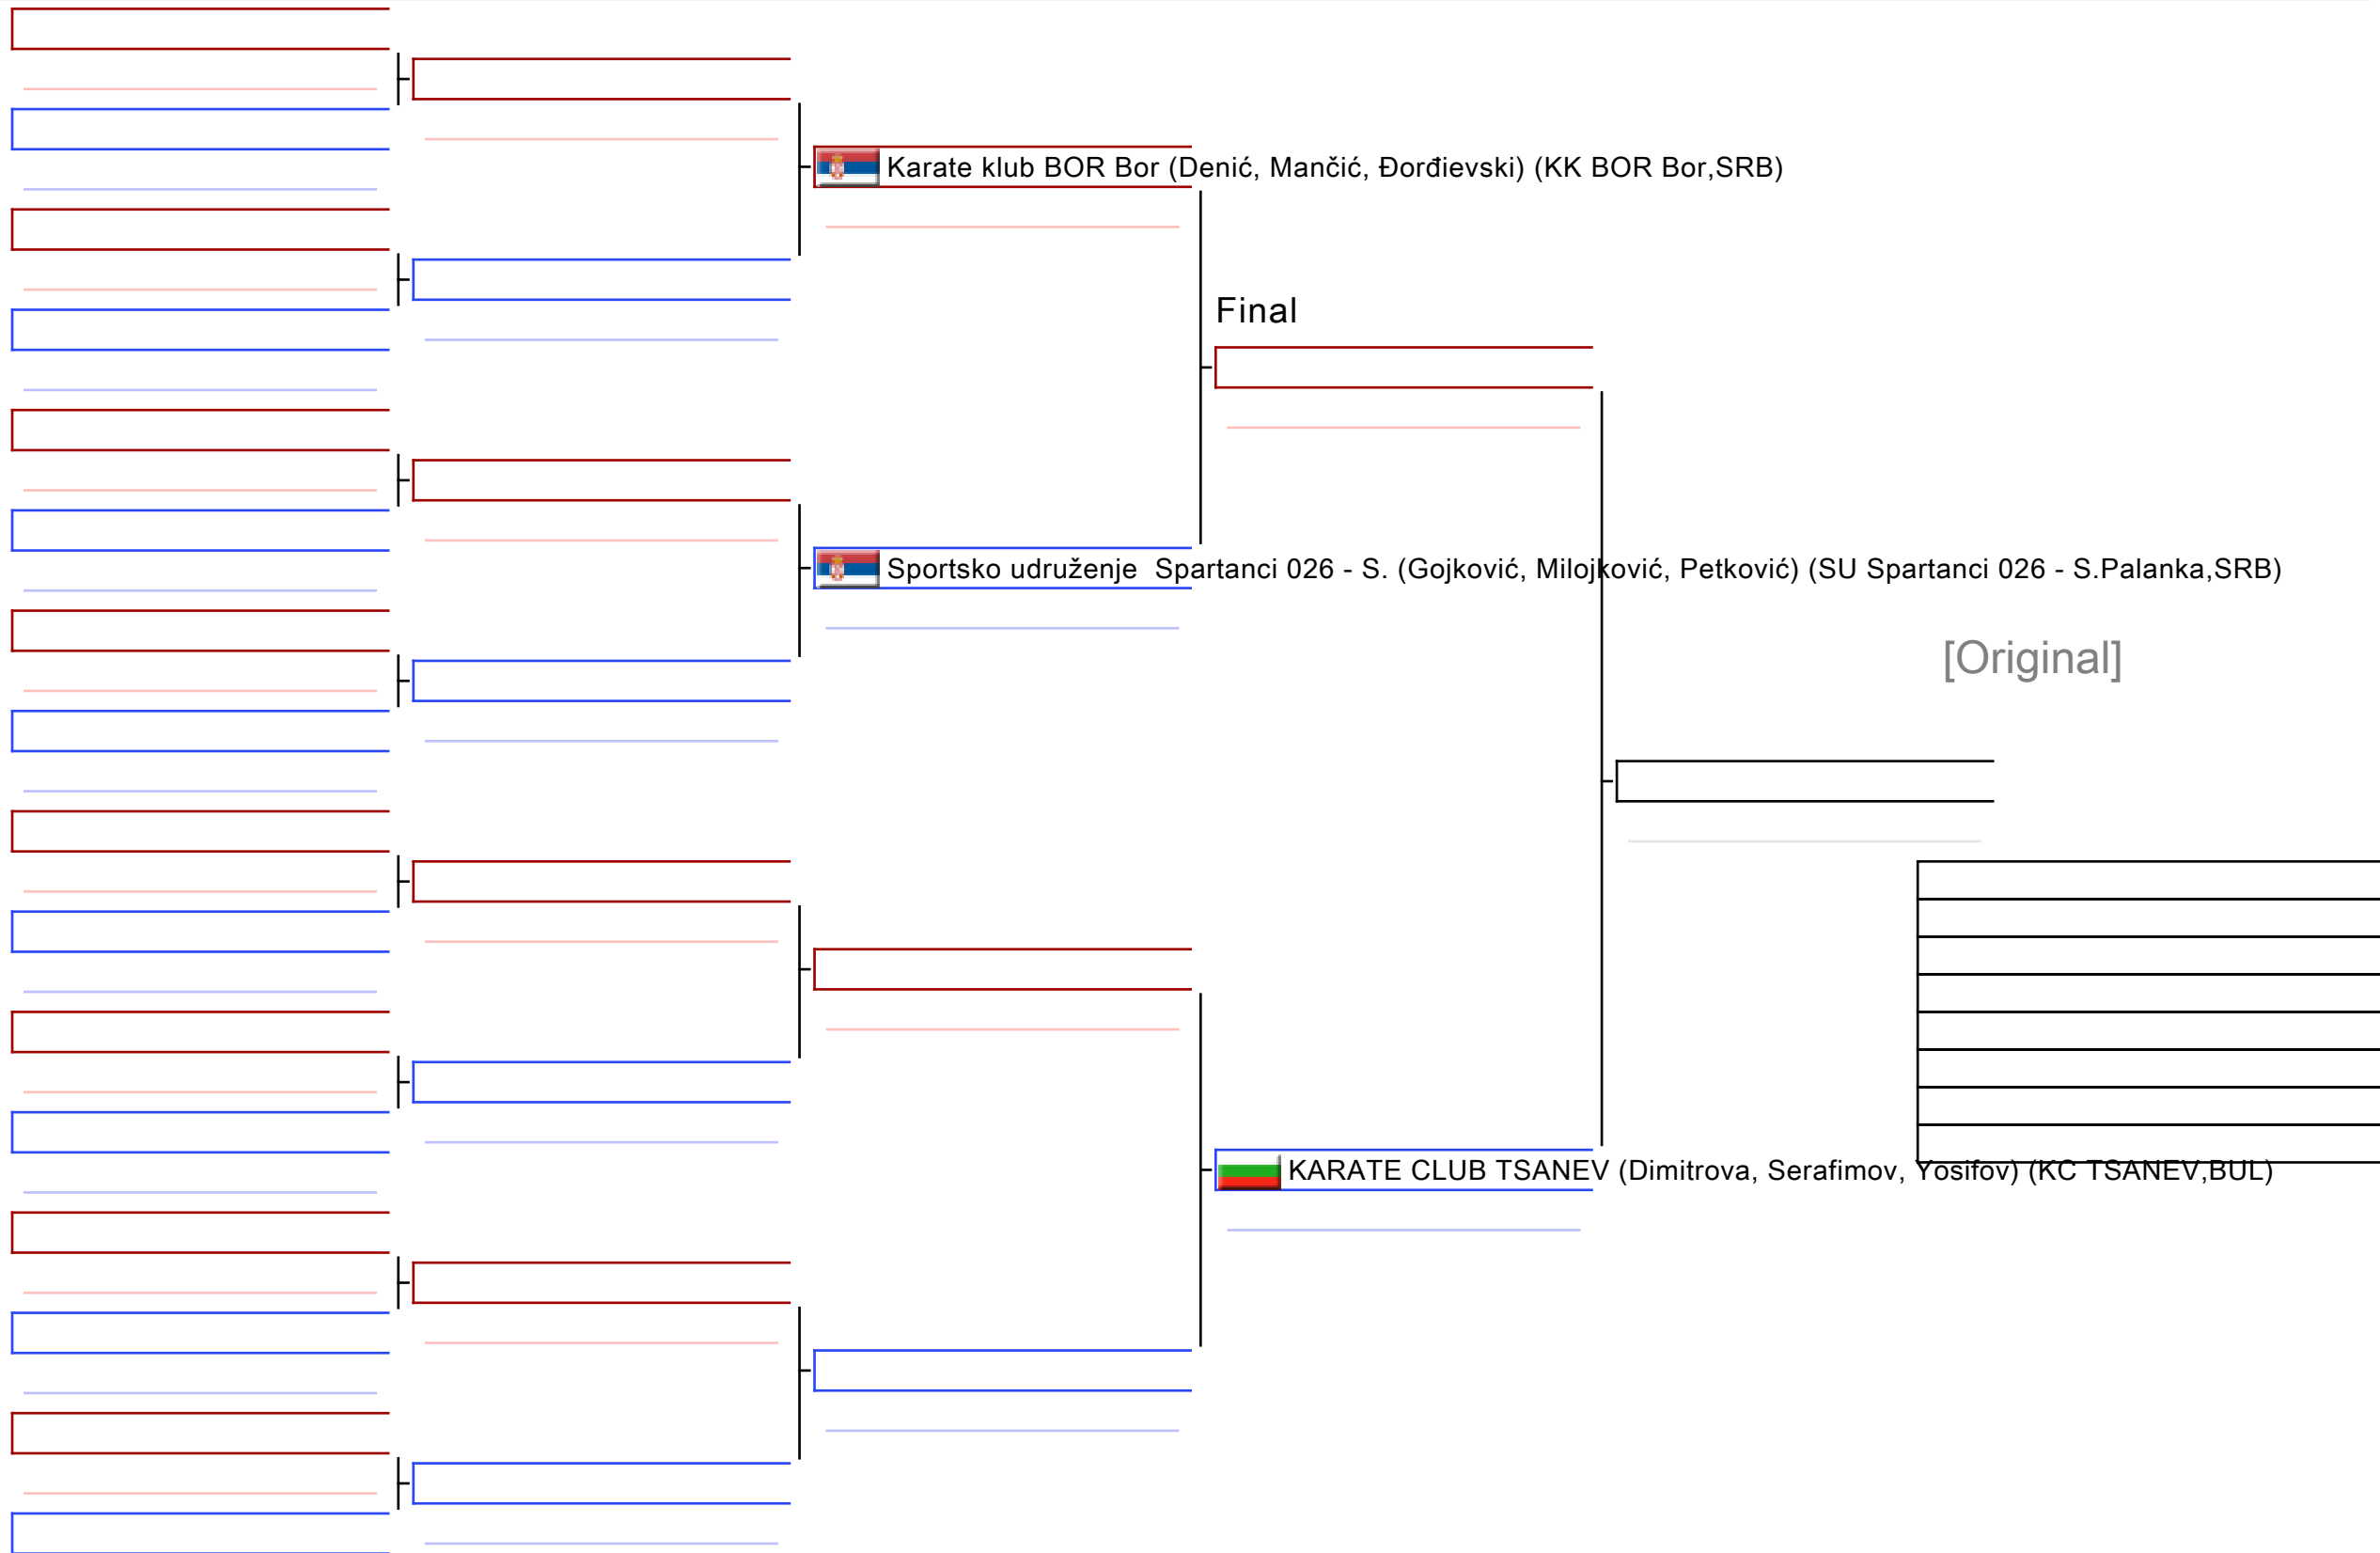 Karate klub BOR Bor (Denić, Mančić, Đorđievski) (KK BOR Bor,SRB)
Final
Sportsko udruženje  Spartanci 026 - S. (Gojković, Milojković, Petković) (SU Spartanci 026 - S.Palanka,SRB)
[Original]
KARATE CLUB TSANEV (Dimitrova, Serafimov, Yosifov) (KC TSANEV,BUL)